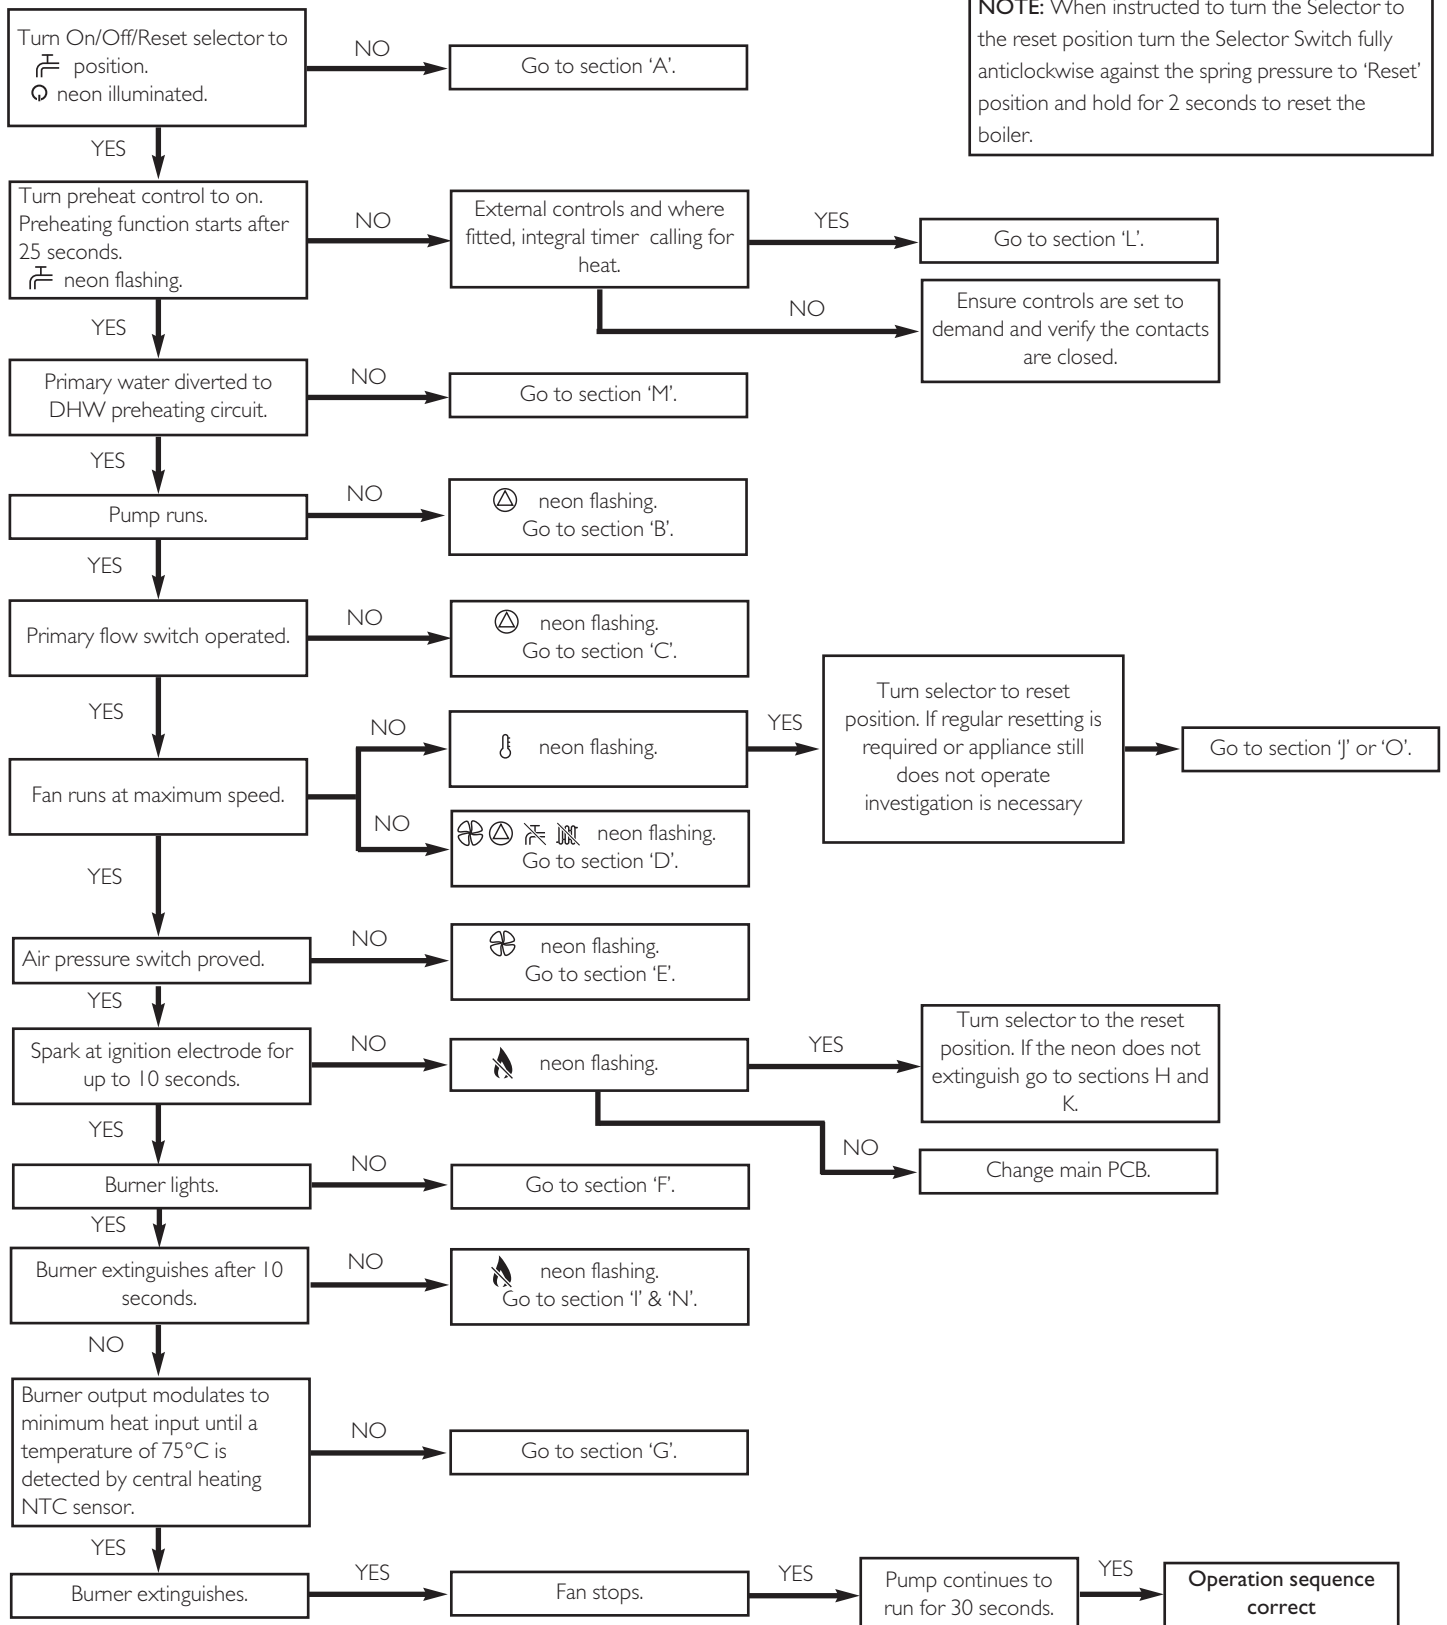 NOTE: When instructed to turn the Selector to
the reset position turn the Selector Switch fully
anticlockwise against the spring pressure to ‘Reset’
position and hold for 2 seconds to reset the
boiler.
Turn On/Off/Reset selector to
position.
neon illuminated.
NO
Go to section ‘A’.
YES
Turn preheat control to on.
Preheating function starts after
25 seconds.
neon flashing.
NO
External controls and where
fitted, integral timer calling for
heat.
YES
Go to section ‘L’.
NO
Ensure controls are set to
demand and verify the contacts
are closed.
YES
Primary water diverted to
DHW preheating circuit.
NO
Go to section ‘M’.
YES
Pump runs.
NO
neon flashing.
Go to section ‘B’.
YES
Primary flow switch operated.
NO
neon flashing.
Go to section ‘C’.
YES
Fan runs at maximum speed.
NO
neon flashing.
YES
Turn selector to reset
position. If regular resetting is
required or appliance still
does not operate
investigation is necessary
Go to section ‘J’ or ‘O’.
NO
neon flashing.
Go to section ‘D’.
YES
Air pressure switch proved.
NO
neon flashing.
Go to section ‘E’.
YES
Spark at ignition electrode for
up to 10 seconds.
NO
neon flashing.
YES
Turn selector to the reset
position. If the neon does not
extinguish go to sections H and
K.
NO
Change main PCB.
YES
Burner lights.
NO
Go to section ‘F’.
YES
Burner extinguishes after 10
seconds.
NO
neon flashing.
Go to section ‘I’ & ‘N’.
NO
Burner output modulates to
minimum heat input until a
temperature of 75°C is
detected by central heating
NTC sensor.
NO
Go to section ‘G’.
YES
Burner extinguishes.
YES
Fan stops.
YES
Pump continues to
run for 30 seconds.
YES
Operation sequence
correct